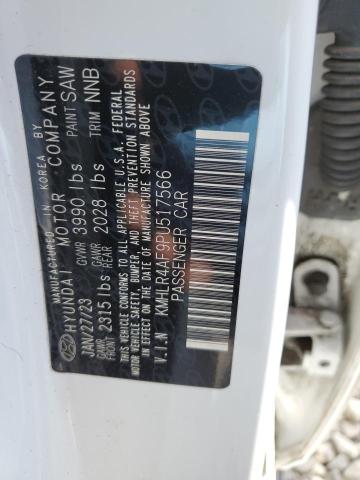 MANUFACTURED IN KOREA BY
HYUNDAI MOTOR COMPANY
JAN/27/23 GVWR 3990 lbs PAINT SAW
GAWR FRONT 2315 lbs GAWR REAR 2028 lbs TRIM NNB
THIS VEHICLE CONFORMS TO ALL APPLICABLE U.S.A. FEDERAL
MOTOR VEHICLE SAFETY, BUMPER, AND THEFT PREVENTION STANDARDS
IN EFFECT ON THE DATE OF MANUFACTURE SHOWN ABOVE
V.I.N KMHLR4AF9PU517566
PASSENGER CAR